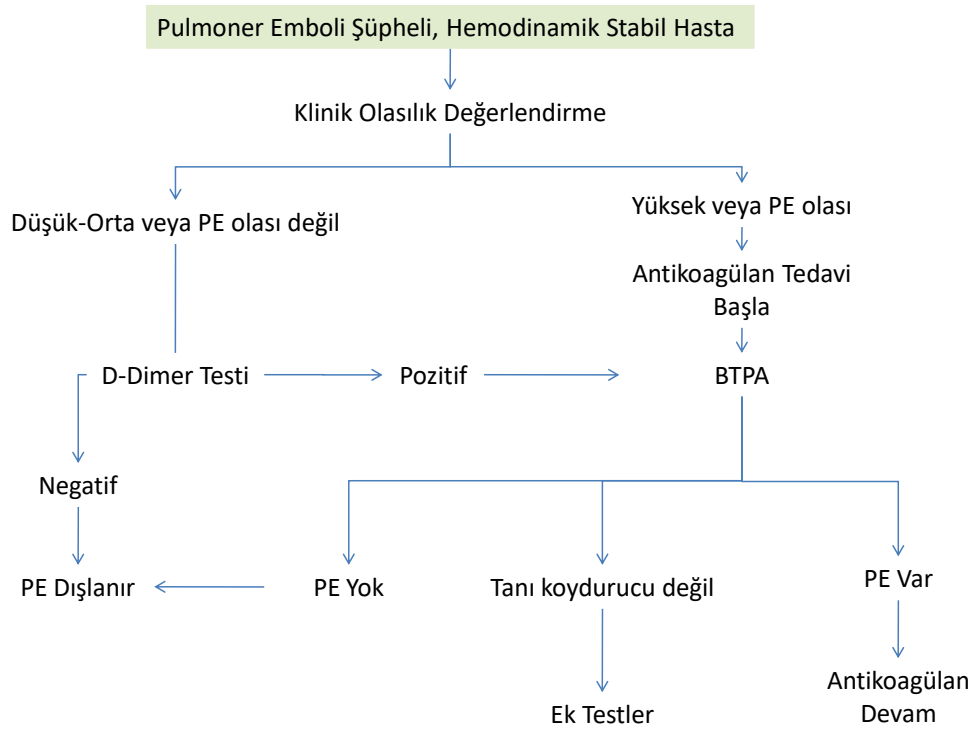 Pulmoner Emboli Şüpheli, Hemodinamik Stabil Hasta
Klinik Olasılık Değerlendirme
Düşük-Orta veya PE olası değil
Yüksek veya PE olası
Antikoagülan Tedavi
Başla
D-Dimer Testi
Pozitif
BTPA
Negatif
PE Dışlanır
PE Yok
Tanı koydurucu değil
PE Var
Ek Testler
Antikoagülan
Devam